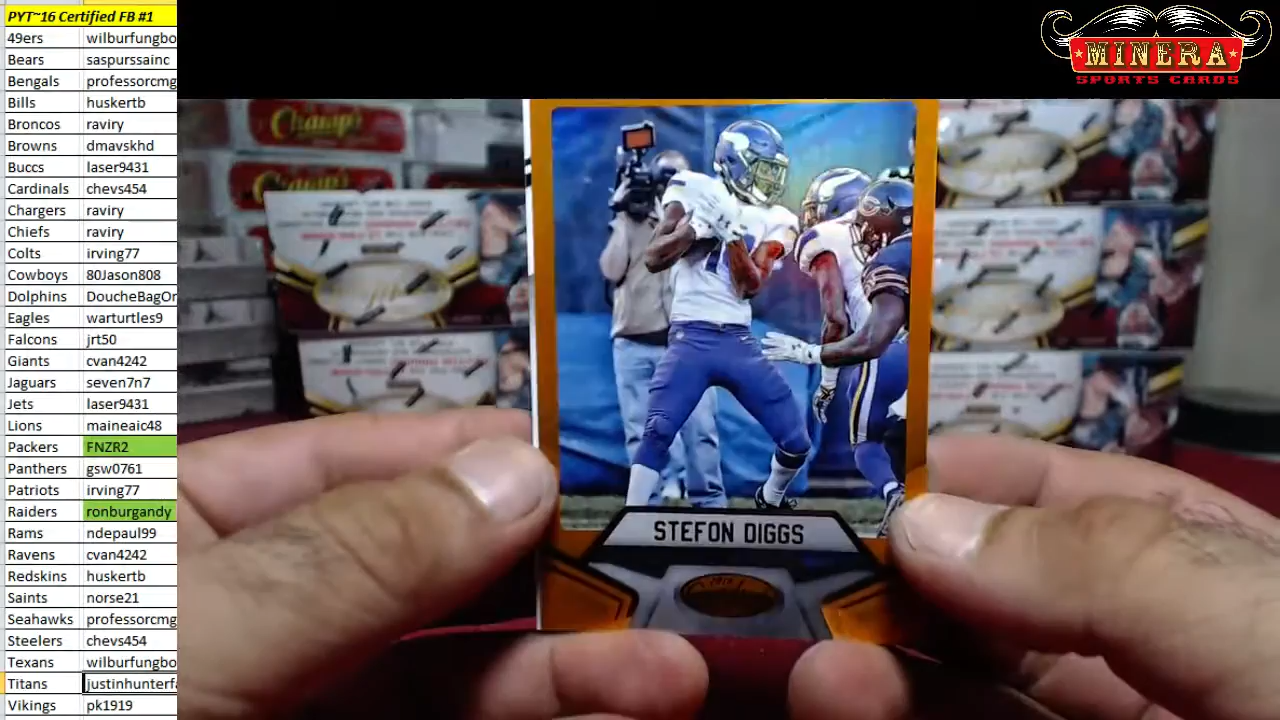 PYT~16 Certified FB #1
49ers wilburfungbo
Bears saspurssainc
Bengals professorcmg
Bills huskertb
Broncos raviry
Browns dmavskhd
Buccs laser9431
Cardinals chevs454
Chargers raviry
Chiefs raviry
Colts irving77
Cowboys 80Jason808
Dolphins DoucheBagOr
Eagles warturtles9
Falcons jrt50
Giants cvan4242
Jaguars seven7n7
Jets laser9431
Lions maineaic48
Packers FNZR2
Panthers gsw0761
Patriots irving77
Raiders ronburgandy
Rams ndepaul99
Ravens cvan4242
Redskins huskertb
Saints norse21
Seahawks professorcmg
Steelers chevs454
Texans wilburfungbo
Titans justinhunterfa
Vikings pk1919
MINERA
SPORTS CARDS
Champ's
STEFON DIGGS